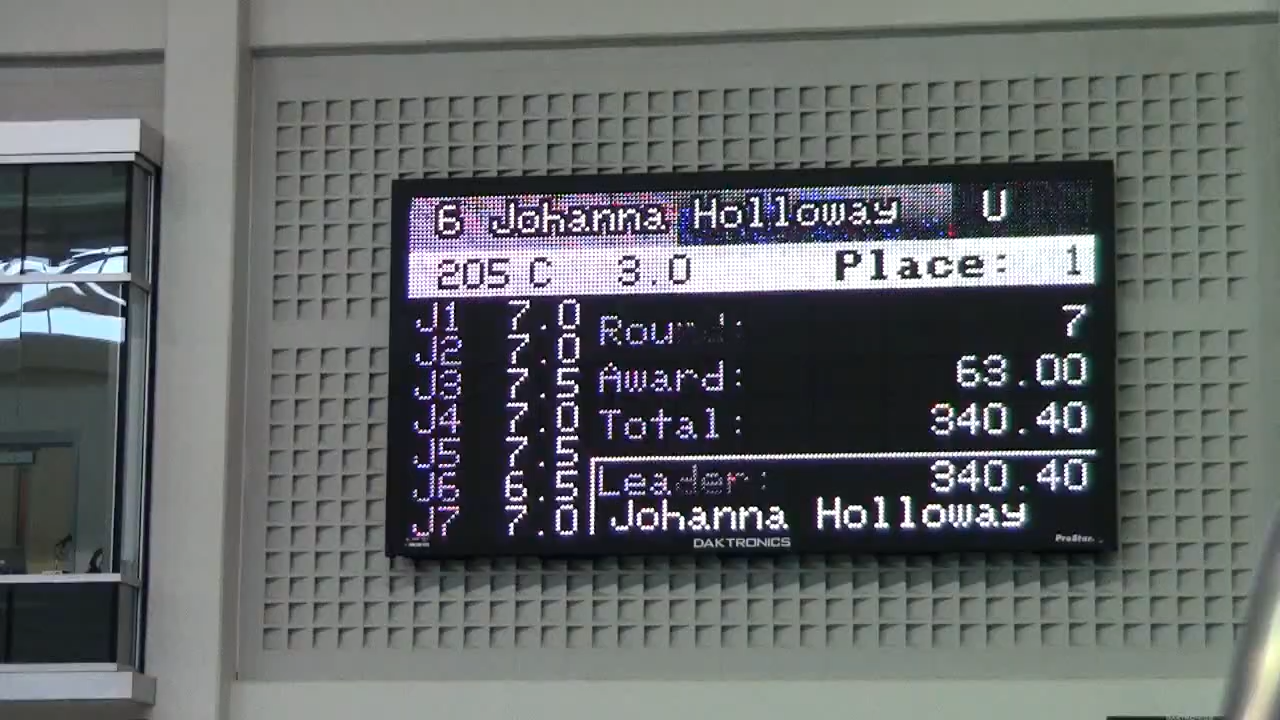 6 Johanna Holloway U
205 C 3.0 Place: 1
J1 7.0
J2 7.0
J3 7.5
J4 7.0
J5 7.5
J6 6.5
J7 7.0
Round: 7
Award: 63.00
Total: 340.40
Leader: 340.40
Johanna Holloway
DAKTRONICS
ProStar